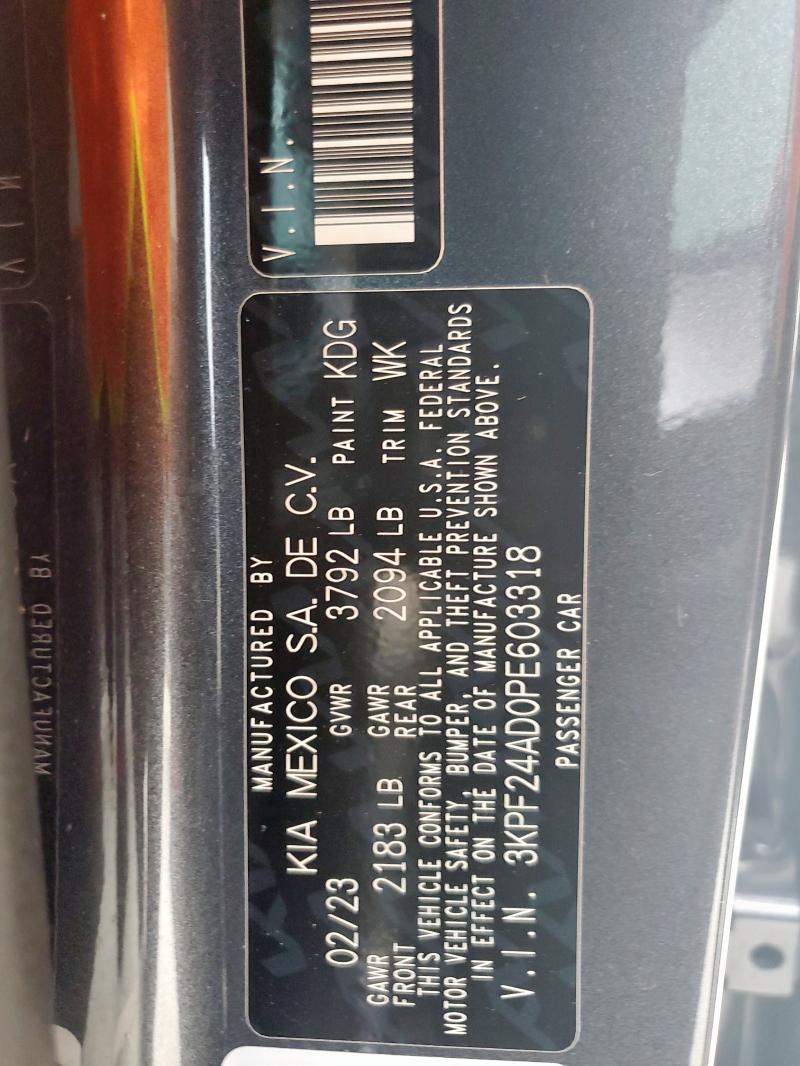 MANUFACTURED BY
KIA MEXICO S.A. DE C.V.
02/23 GVWR 3792 LB PAINT KDG
GAWR FRONT 2183 LB GAWR REAR 2094 LB TRIM WK
THIS VEHICLE CONFORMS TO ALL APPLICABLE U.S.A. FEDERAL
MOTOR VEHICLE SAFETY, BUMPER, AND THEFT PREVENTION STANDARDS
IN EFFECT ON THE DATE OF MANUFACTURE SHOWN ABOVE.
V.I.N. 3KPF24AD0PE603318
PASSENGER CAR
V.I.N.